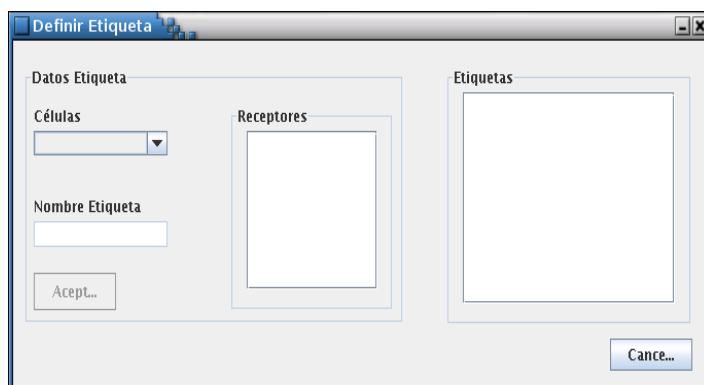 Definir Etiqueta
Datos Etiqueta
Células
Nombre Etiqueta
Acept...
Receptores
Etiquetas
Cance...